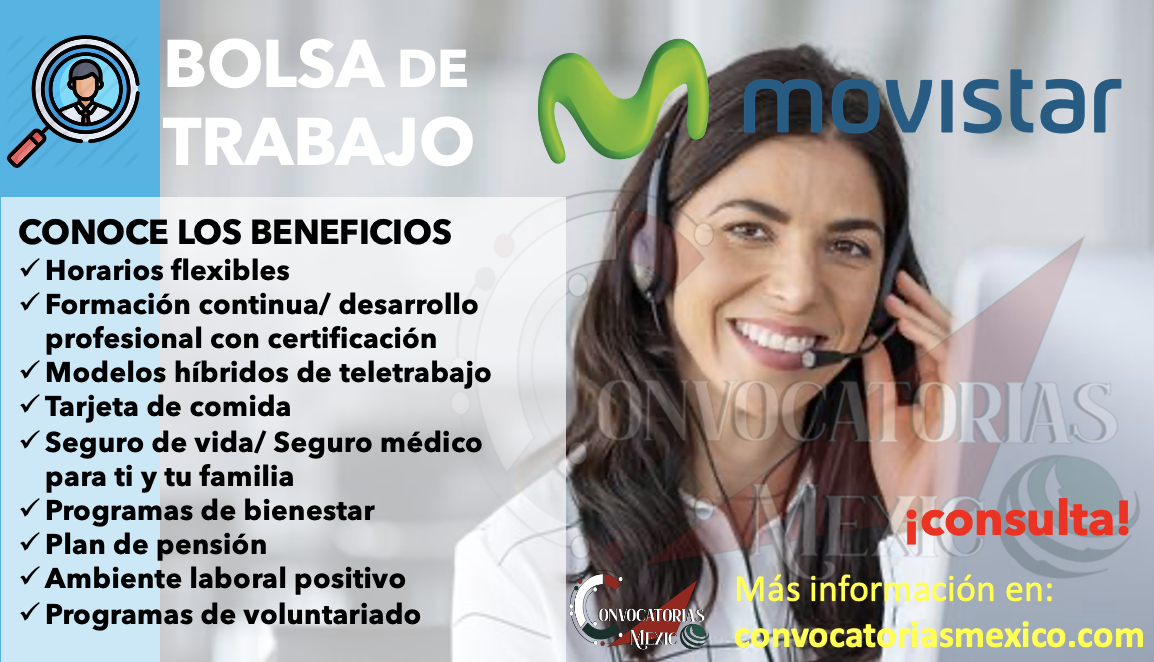 BOLSA DE
TRABAJO
movistar
CONOCE LOS BENEFICIOS
✓ Horarios flexibles
✓ Formación continua/ desarrollo
profesional con certificación
✓ Modelos híbridos de teletrabajo
✓ Tarjeta de comida
✓ Seguro de vida/ Seguro médico
para ti y tu familia
✓ Programas de bienestar
✓ Plan de pensión
✓ Ambiente laboral positivo
✓ Programas de voluntariado
CONVOCATORIAS
MEXICO
¡consulta!
CONVOCATORIAS
MEXICO
Más información en:
convocatoriasmexico.com